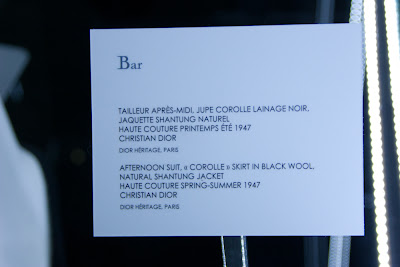 Bar
TAILLEUR APRÈS-MIDI. JUPE COROLLE LAINAGE NOIR.
JAQUETTE SHANTUNG NATUREL
HAUTE COUTURE PRINTEMPS ÉTÉ 1947
CHRISTIAN DIOR
DIOR HÉRITAGE, PARIS
AFTERNOON SUIT. « COROLLE » SKIRT IN BLACK WOOL.
NATURAL SHANTUNG JACKET
HAUTE COUTURE SPRING-SUMMER 1947
CHRISTIAN DIOR
DIOR HÉRITAGE, PARIS